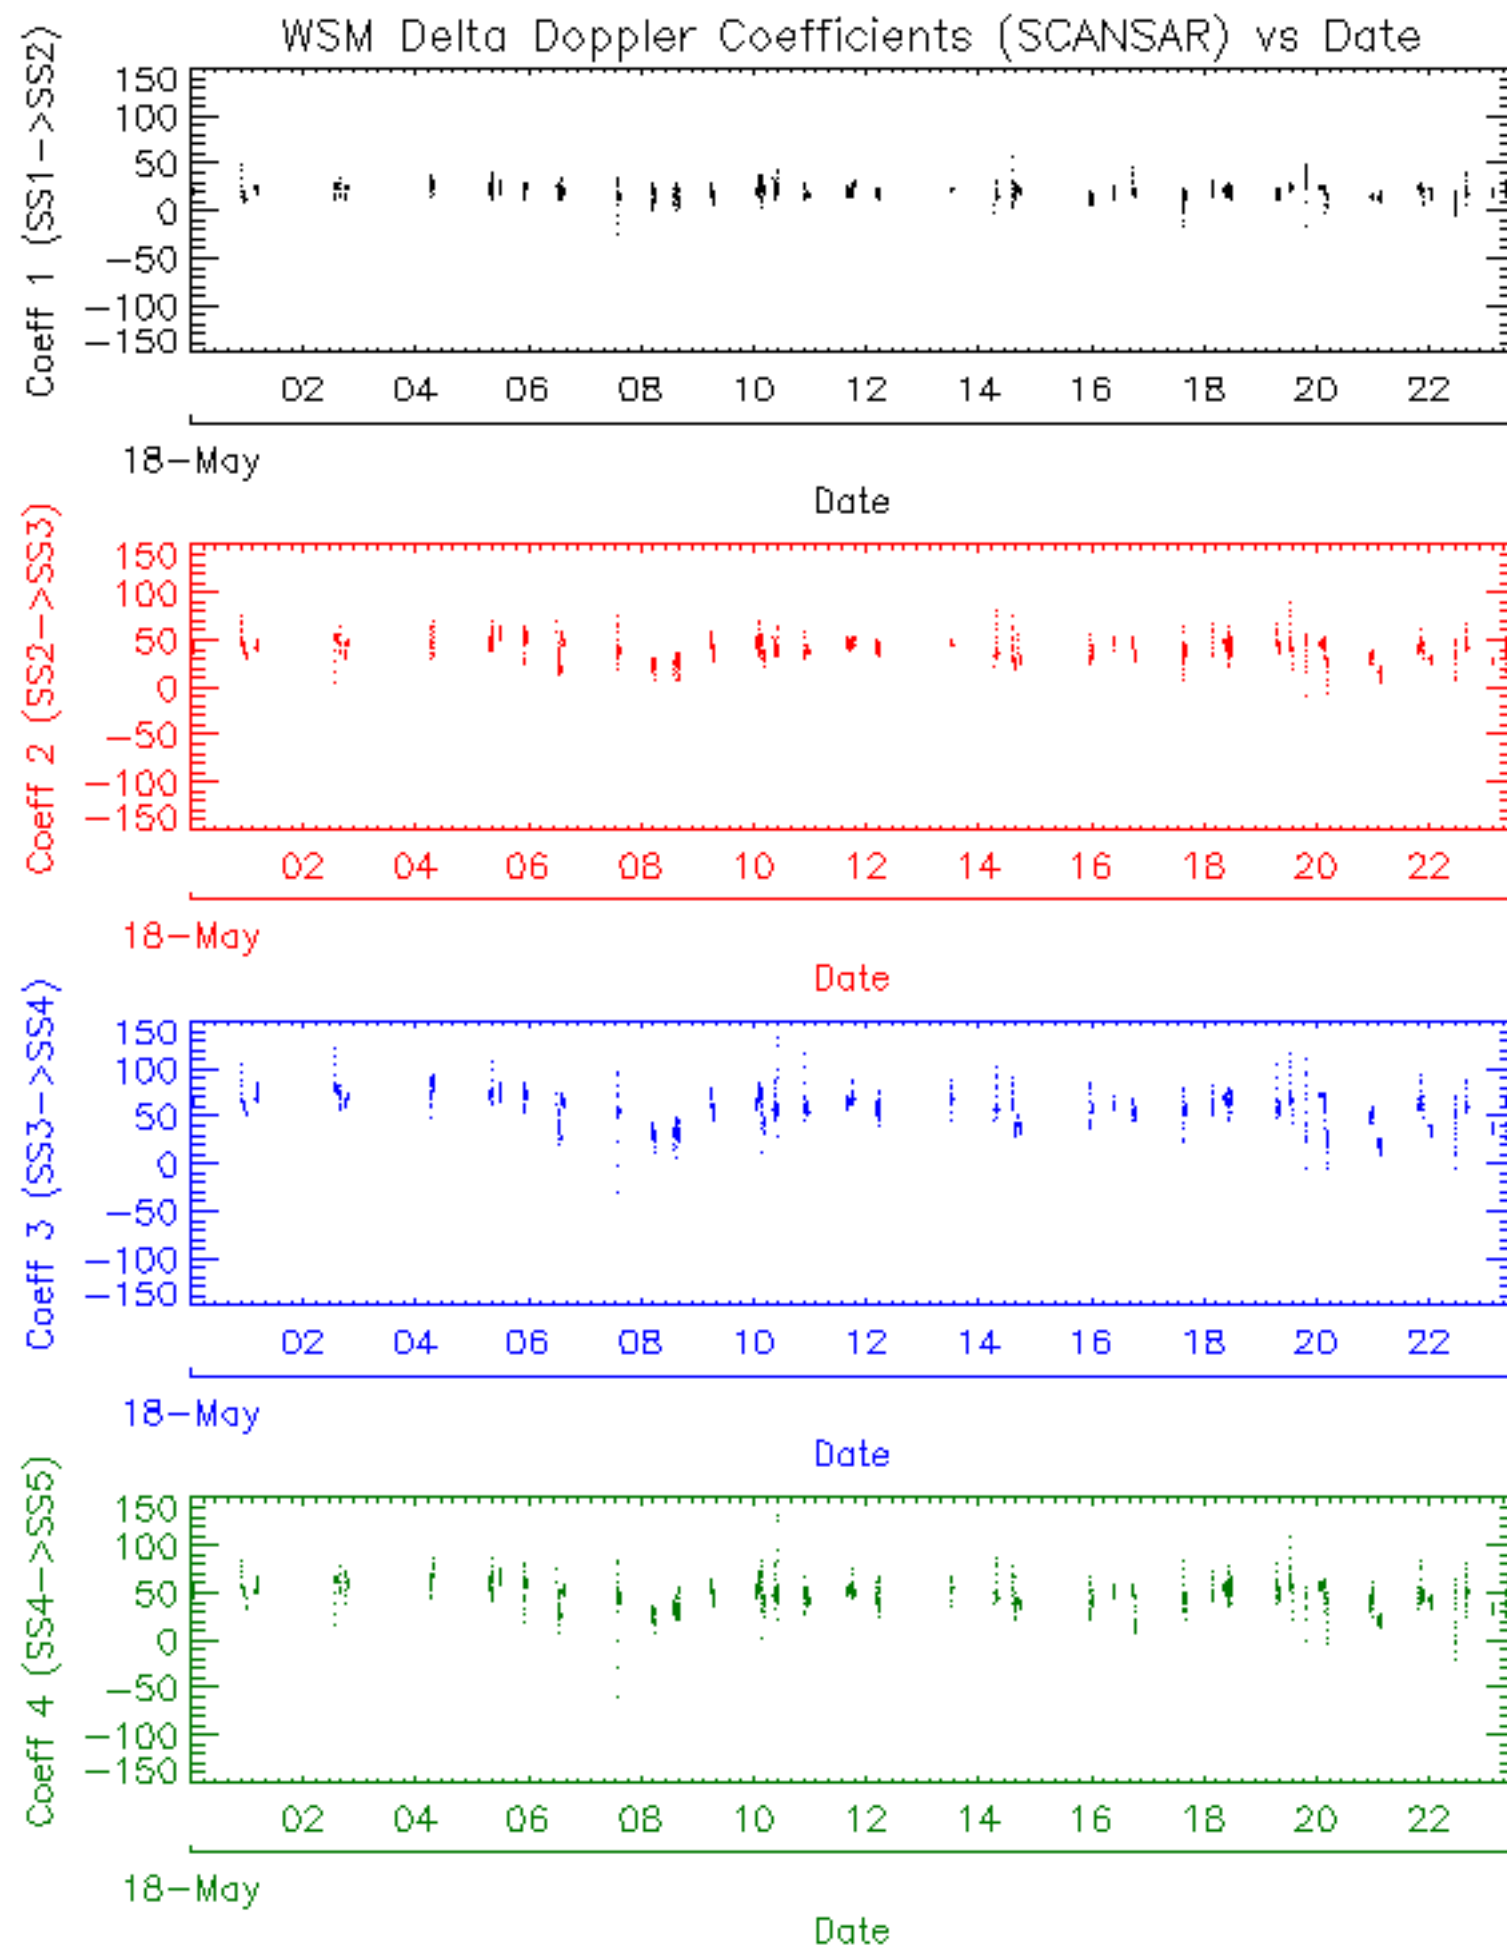 WSM Delta Doppler Coefficients (SCANSAR) vs Date
Coeff 1 (SS1->SS2)
150
100
50
0
-50
-100
-150
02 04 06 08 10 12 14 16 18 20 22
18-May
Date
Coeff 2 (SS2->SS3)
150
100
50
0
-50
-100
-150
02 04 06 08 10 12 14 16 18 20 22
18-May
Date
Coeff 3 (SS3->SS4)
150
100
50
0
-50
-100
-150
02 04 06 08 10 12 14 16 18 20 22
18-May
Date
Coeff 4 (SS4->SS5)
150
100
50
0
-50
-100
-150
02 04 06 08 10 12 14 16 18 20 22
18-May
Date